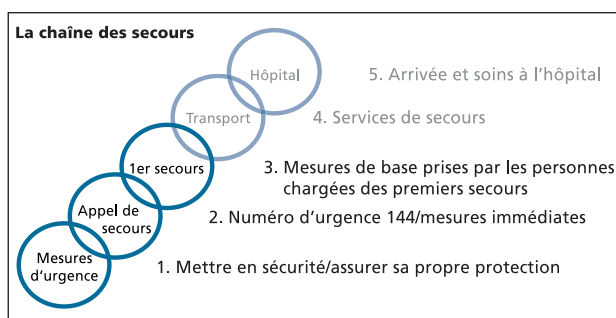 La chaîne des secours
Hôpital
5. Arrivée et soins à l'hôpital
Transport
4. Services de secours
1er secours
3. Mesures de base prises par les personnes
chargées des premiers secours
Appel de
secours
2. Numéro d'urgence 144/mesures immédiates
Mesures
d'urgence
1. Mettre en sécurité/assurer sa propre protection